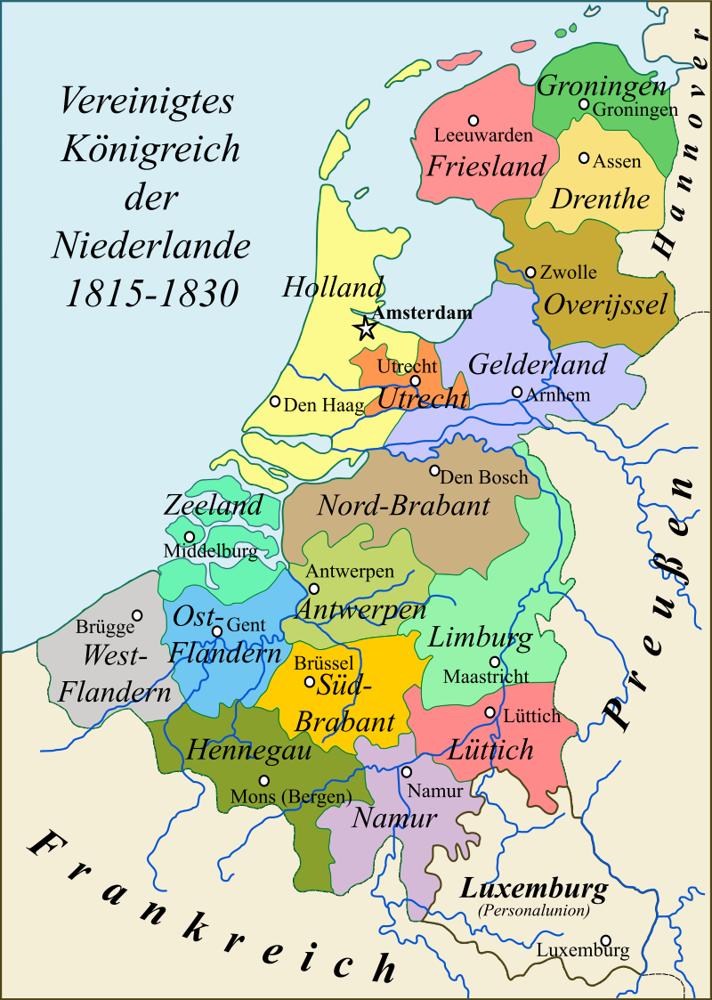 Vereinigtes
Königreich
der
Niederlande
1815-1830
Groningen
Groningen
Leeuwarden
Friesland
Assen
Drenthe
Hannover
Zwolle
Overijssel
Holland
Amsterdam
Utrecht
Utrecht
Gelderland
Arnhem
Den Haag
Den Bosch
Nord-Brabant
Zeeland
Middelburg
Preußen
Antwerpen
Antwerpen
Brügge
West-
Flandern
Ost-
Gent
Flandern
Limburg
Maastricht
Brüssel
Süd-
Brabant
Lüttich
Lüttich
Hennegau
Mons (Bergen)
Namur
Namur
Frankreich
Luxemburg
(Personalunion)
Luxemburg